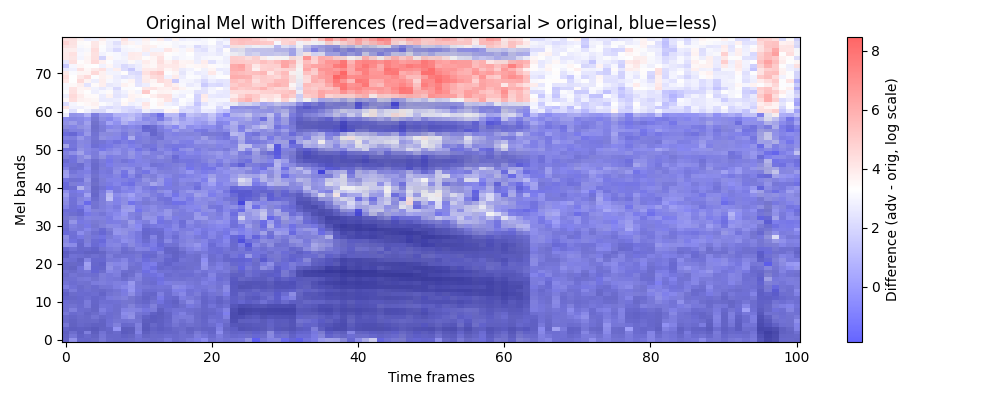 Original Mel with Differences (red=adversarial > original, blue=less)
Mel bands
70
60
50
40
30
20
10
0
0 20 40 60 80 100
Time frames
8
6
4
2
0
Difference (adv - orig, log scale)